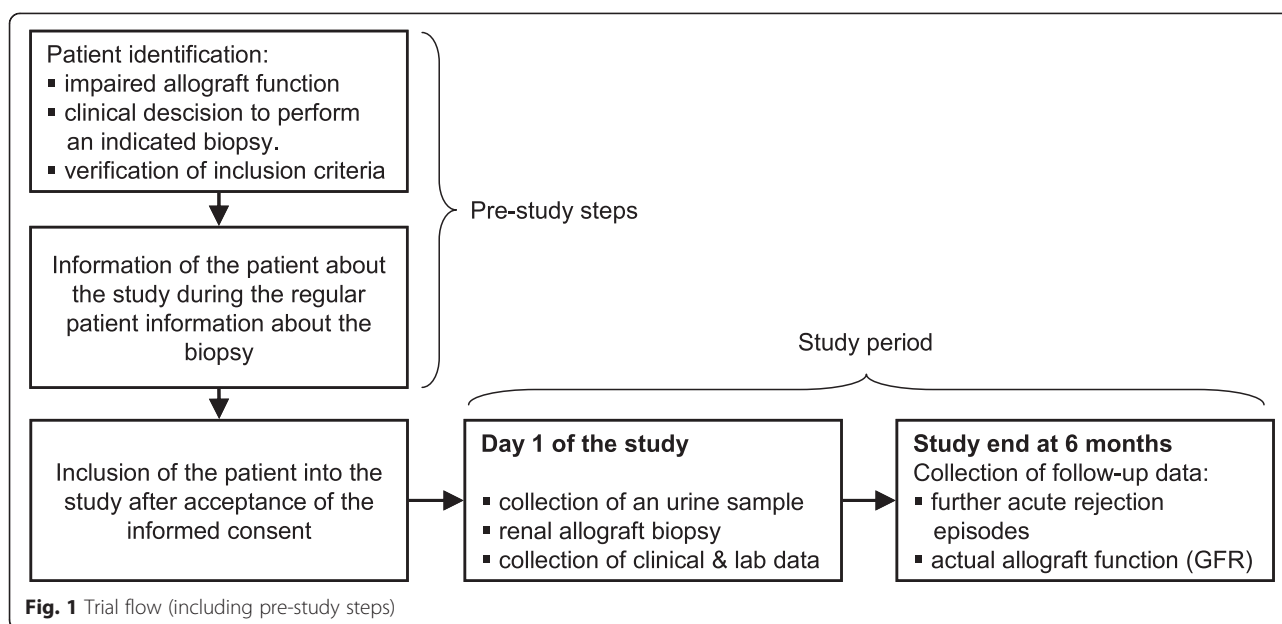 Patient identification:
▪ impaired allograft function
▪ clinical descision to perform
an indicated biopsy.
▪ verification of inclusion criteria
Pre-study steps
Information of the patient about
the study during the regular
patient information about the
biopsy
Study period
Inclusion of the patient into the
study after acceptance of the
informed consent
Day 1 of the study
▪ collection of an urine sample
▪ renal allograft biopsy
▪ collection of clinical & lab data
Study end at 6 months
Collection of follow-up data:
▪ further acute rejection
episodes
▪ actual allograft function (GFR)
Fig. 1 Trial flow (including pre-study steps)